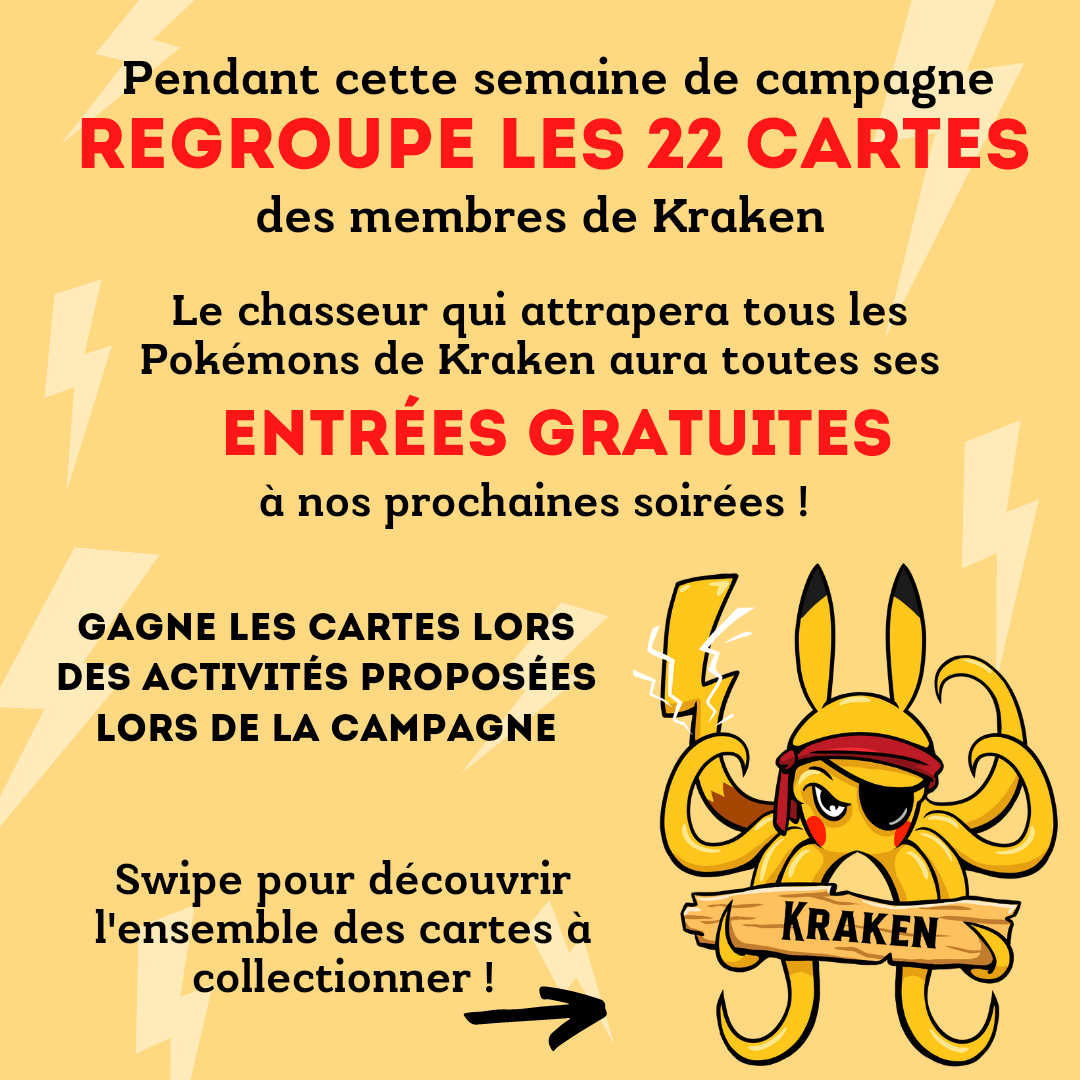 Pendant cette semaine de campagne
REGROUPE LES 22 CARTES
des membres de Kraken
Le chasseur qui attrapera tous les
Pokémons de Kraken aura toutes ses
ENTRÉES GRATUITES
à nos prochaines soirées !
GAGNE LES CARTES LORS
DES ACTIVITÉS PROPOSÉES
LORS DE LA CAMPAGNE
Swipe pour découvrir
l'ensemble des cartes à
collectionner !
KRAKEN